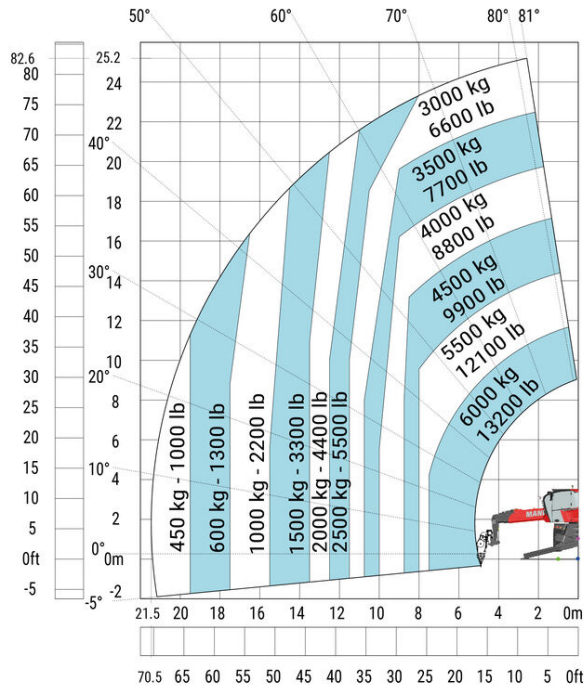 50°
60°
70°
80°
81°
82.6
25.2
80
24
75
22
70
40°
65
20
60
18
55
16
50
30°
45
14
40
12
35
10
30
20°
25
8
20
6
15
10°
4
10
2
5
0°
0ft
0m
-5
-5°
-2
3000 kg
6600 lb
3500 kg
7700 lb
4000 kg
8800 lb
4500 kg
9900 lb
5500 kg
12100 lb
6000 kg
13200 lb
450 kg - 1000 lb
600 kg - 1300 lb
1000 kg - 2200 lb
1500 kg - 3300 lb
2000 kg - 4400 lb
2500 kg - 5500 lb
MANI
21.5 20 18 16 14 12 10 8 6 4 2 0m
70.5 65 60 55 50 45 40 35 30 25 20 15 10 5 0ft